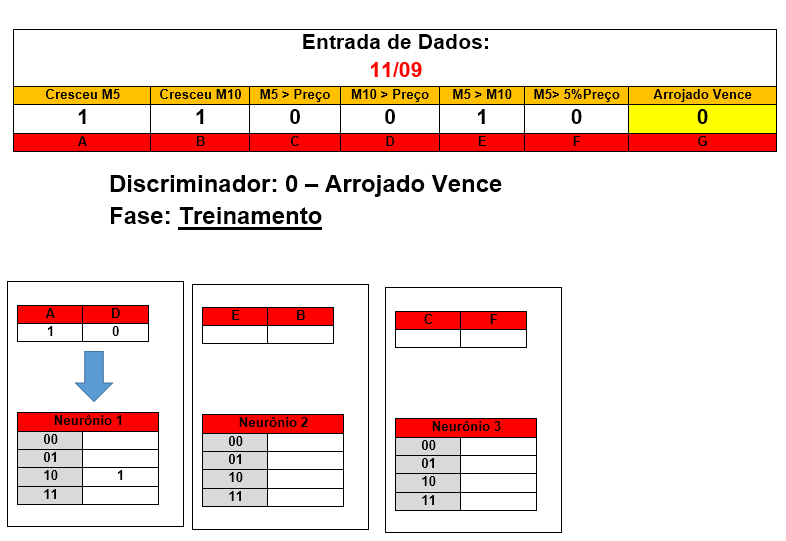 Entrada de Dados:
11/09
Cresceu M5 Cresceu M10 M5 > Preço M10 > Preço M5 > M10 M5> 5%Preço Arrojado Vence
1 1 0 0 1 0 0
A B C D E F G
Discriminador: 0 – Arrojado Vence
Fase: Treinamento
A D
1 0
Neurônio 1
00
01
10 1
11
E B
Neurônio 2
00
01
10
11
C F
Neurônio 3
00
01
10
11